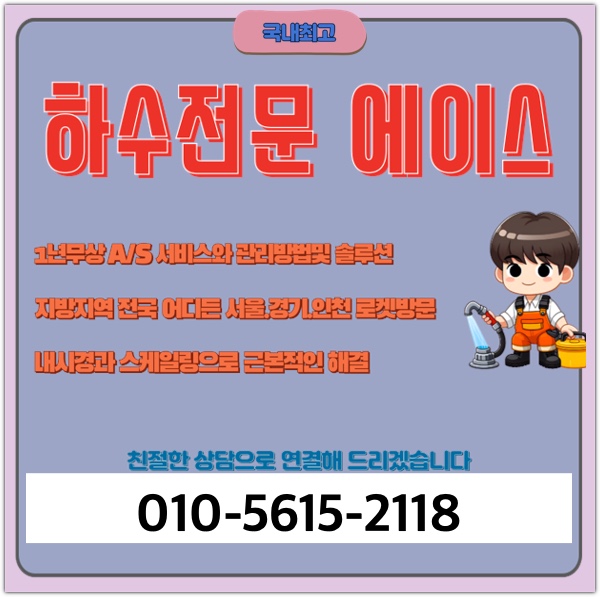 국내최고
하수전문 에이스
1년무상 A/S 서비스와 관리방법및 솔루션
지방지역 전국 어디든 서울.경기.인천 로켓방문
내시경과 스케일링으로 근본적인 해결
친절한 상담으로 연결해 드리겠습니다
010-5615-2118